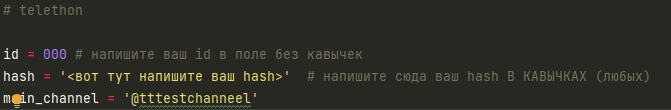 # telethon
id = 000 # напишите ваш id в поле без кавычек
hash = '<вот тут напишите ваш hash>' # напишите сюда ваш hash В КАВЫЧКАХ (любых)
main_channel = '@tttestchanneel'